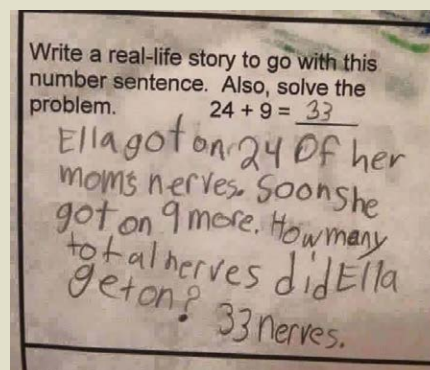 Write a real-life story to go with this
number sentence. Also, solve the
problem. 24 + 9 = 33
Ella got on 24 Of her
moms nerves. Soon she
got on 9 more. How many
total nerves did Ella
get on? 33 nerves.